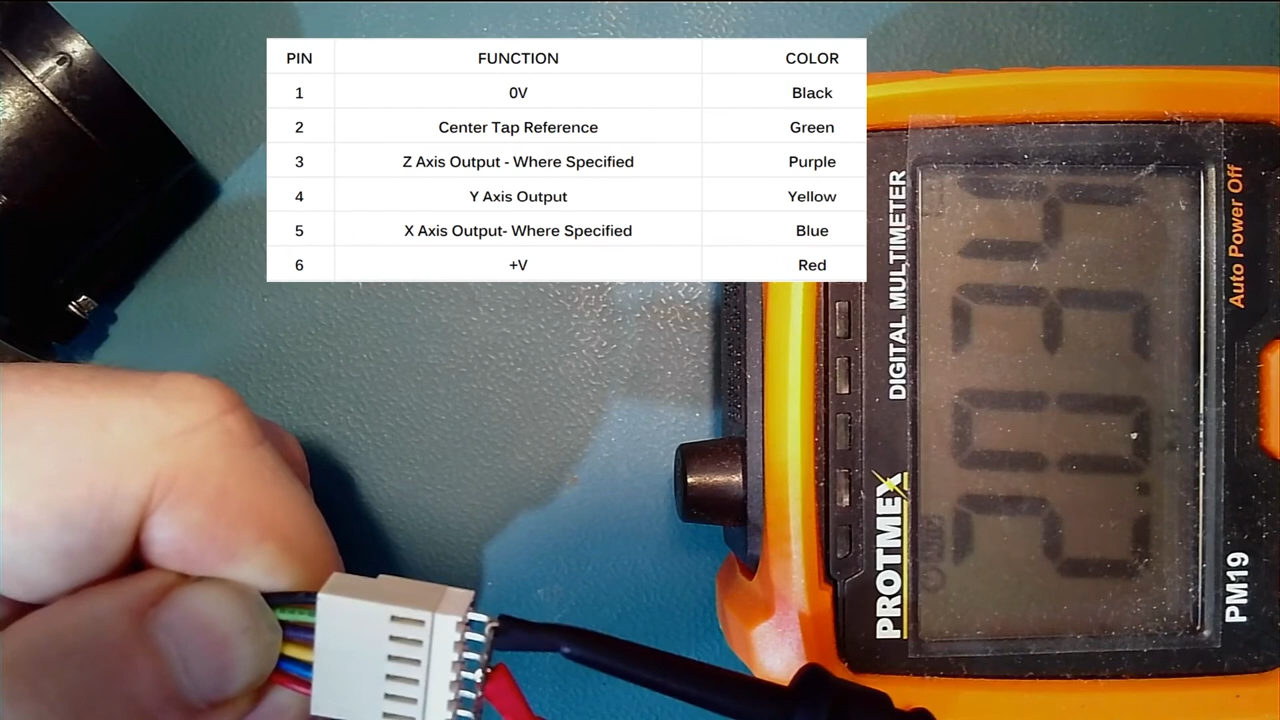 PIN FUNCTION COLOR
1 0V Black
2 Center Tap Reference Green
3 Z Axis Output - Where Specified Purple
4 Y Axis Output Yellow
5 X Axis Output- Where Specified Blue
6 +V Red
PROTMEX DIGITAL MULTIMETER
2.034
PM19 Auto Power Off